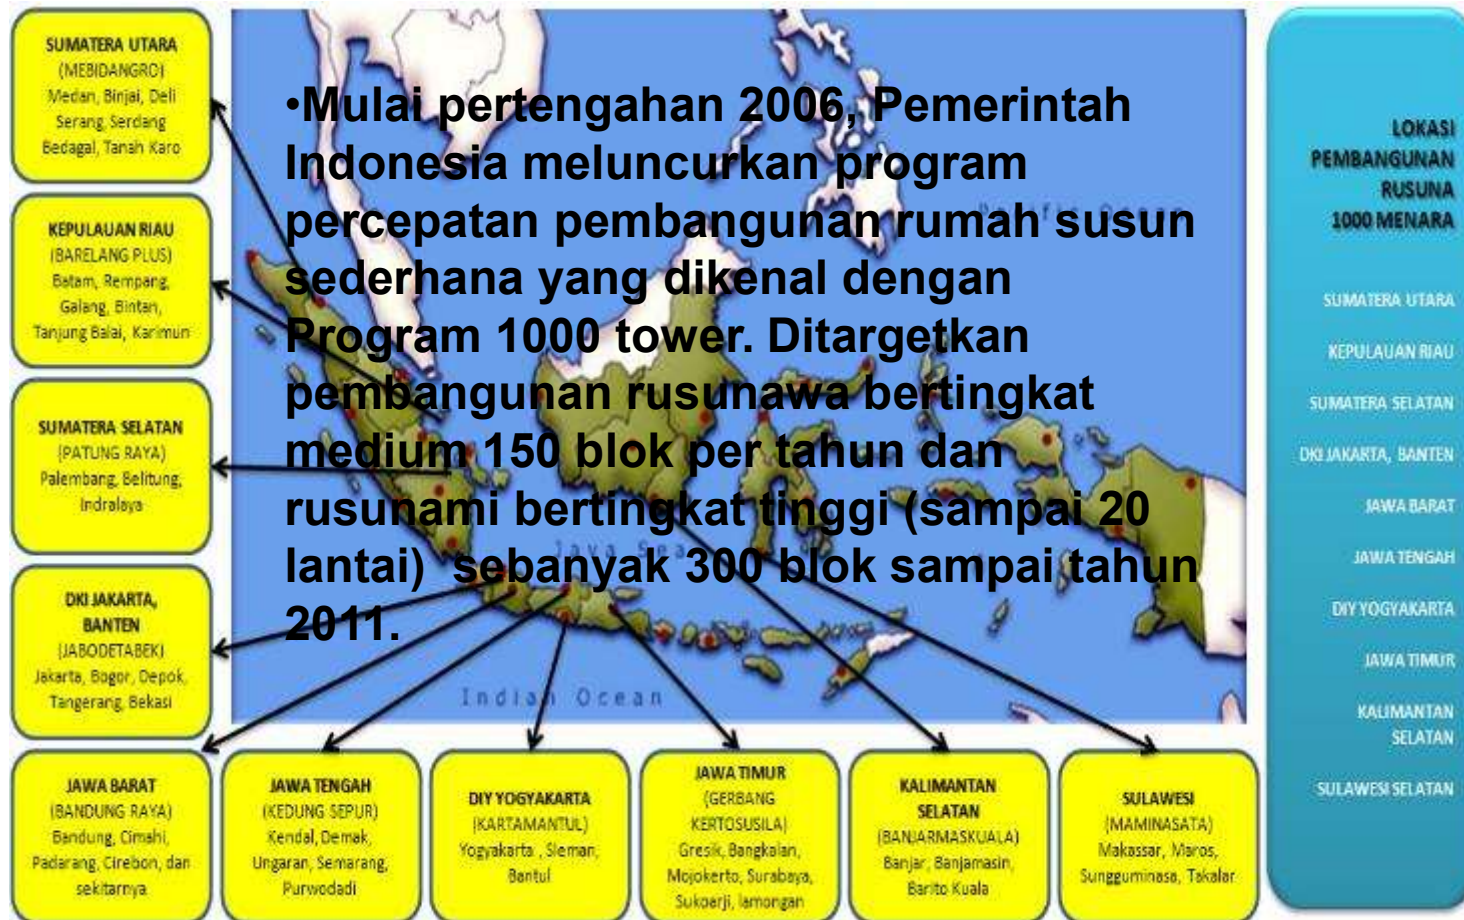 SUMATERA UTARA
(MEBIDANGRO)
Medan, Binjai, Deli
Serang, Serdang
Bedagal, Tanah Karo
KEPULAUAN RIAU
(BARELANG PLUS)
Batam, Rempang,
Galang, Bintan,
Tanjung Balai, Karimun
SUMATERA SELATAN
(PATUNG RAYA)
Palembang, Belitung,
Indralaya
DKI JAKARTA,
BANTEN
(JABODETABEK)
Jakarta, Bogor, Depok,
Tangerang, Bekasi
•Mulai pertengahan 2006, Pemerintah
Indonesia meluncurkan program
percepatan pembangunan rumah susun
sederhana yang dikenal dengan
Program 1000 tower. Ditargetkan
pembangunan rusunawa bertingkat
medium 150 blok per tahun dan
rusunami bertingkat tinggi (sampai 20
lantai) sebanyak 300 blok sampai tahun
2011.
Pacific Ocean
Java Sea
Indian Ocean
JAWA BARAT
(BANDUNG RAYA)
Bandung, Cimahi,
Padarang, Cirebon, dan
sekitarnya
JAWA TENGAH
(KEDUNG SEPUR)
Kendal, Demak,
Ungaran, Semarang,
Purwodadi
DIY YOGYAKARTA
(KARTAMANTUL)
Yogyakarta , Sleman,
Bantul
JAWA TIMUR
(GERBANG
KERTOSUSILA)
Gresik, Bangkalan,
Mojokerto, Surabaya,
Sukoarji, lamongan
KALIMANTAN
SELATAN
(BANJARMASKUALA)
Banjar, Banjamasin,
Barito Kuala
SULAWESI
(MAMINASATA)
Makassar, Maros,
Sungguminasa, Takalar
LOKASI
PEMBANGUNAN
RUSUNA
1000 MENARA
SUMATERA UTARA
KEPULAUAN RIAU
SUMATERA SELATAN
DKI JAKARTA, BANTEN
JAWA BARAT
JAWA TENGAH
DIY YOGYAKARTA
JAWA TIMUR
KALIMANTAN
SELATAN
SULAWESI SELATAN